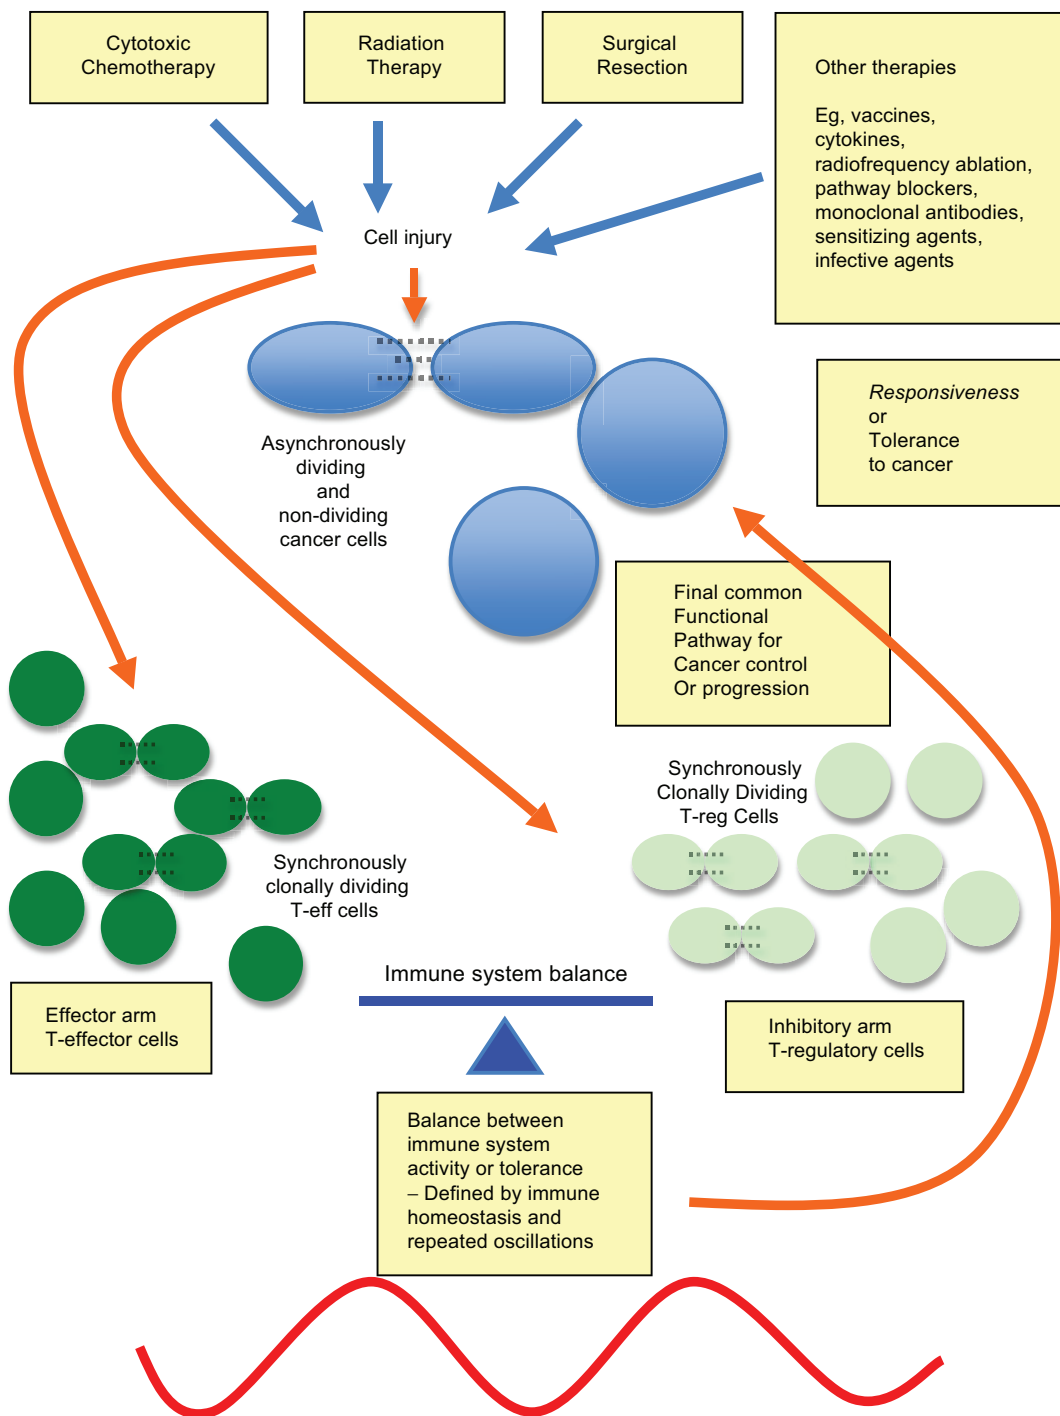 Cytotoxic
Chemotherapy
Radiation
Therapy
Surgical
Resection
Other therapies
Eg, vaccines,
cytokines,
radiofrequency ablation,
pathway blockers,
monoclonal antibodies,
sensitizing agents,
infective agents
Cell injury
Responsiveness
or
Tolerance
to cancer
Asynchronously
dividing
and
non-dividing
cancer cells
Final common
Functional
Pathway for
Cancer control
Or progression
Synchronously
Clonally Dividing
T-reg Cells
Synchronously
clonally dividing
T-eff cells
Immune system balance
Effector arm
T-effector cells
Inhibitory arm
T-regulatory cells
Balance between
immune system
activity or tolerance
– Defined by immune
homeostasis and
repeated oscillations